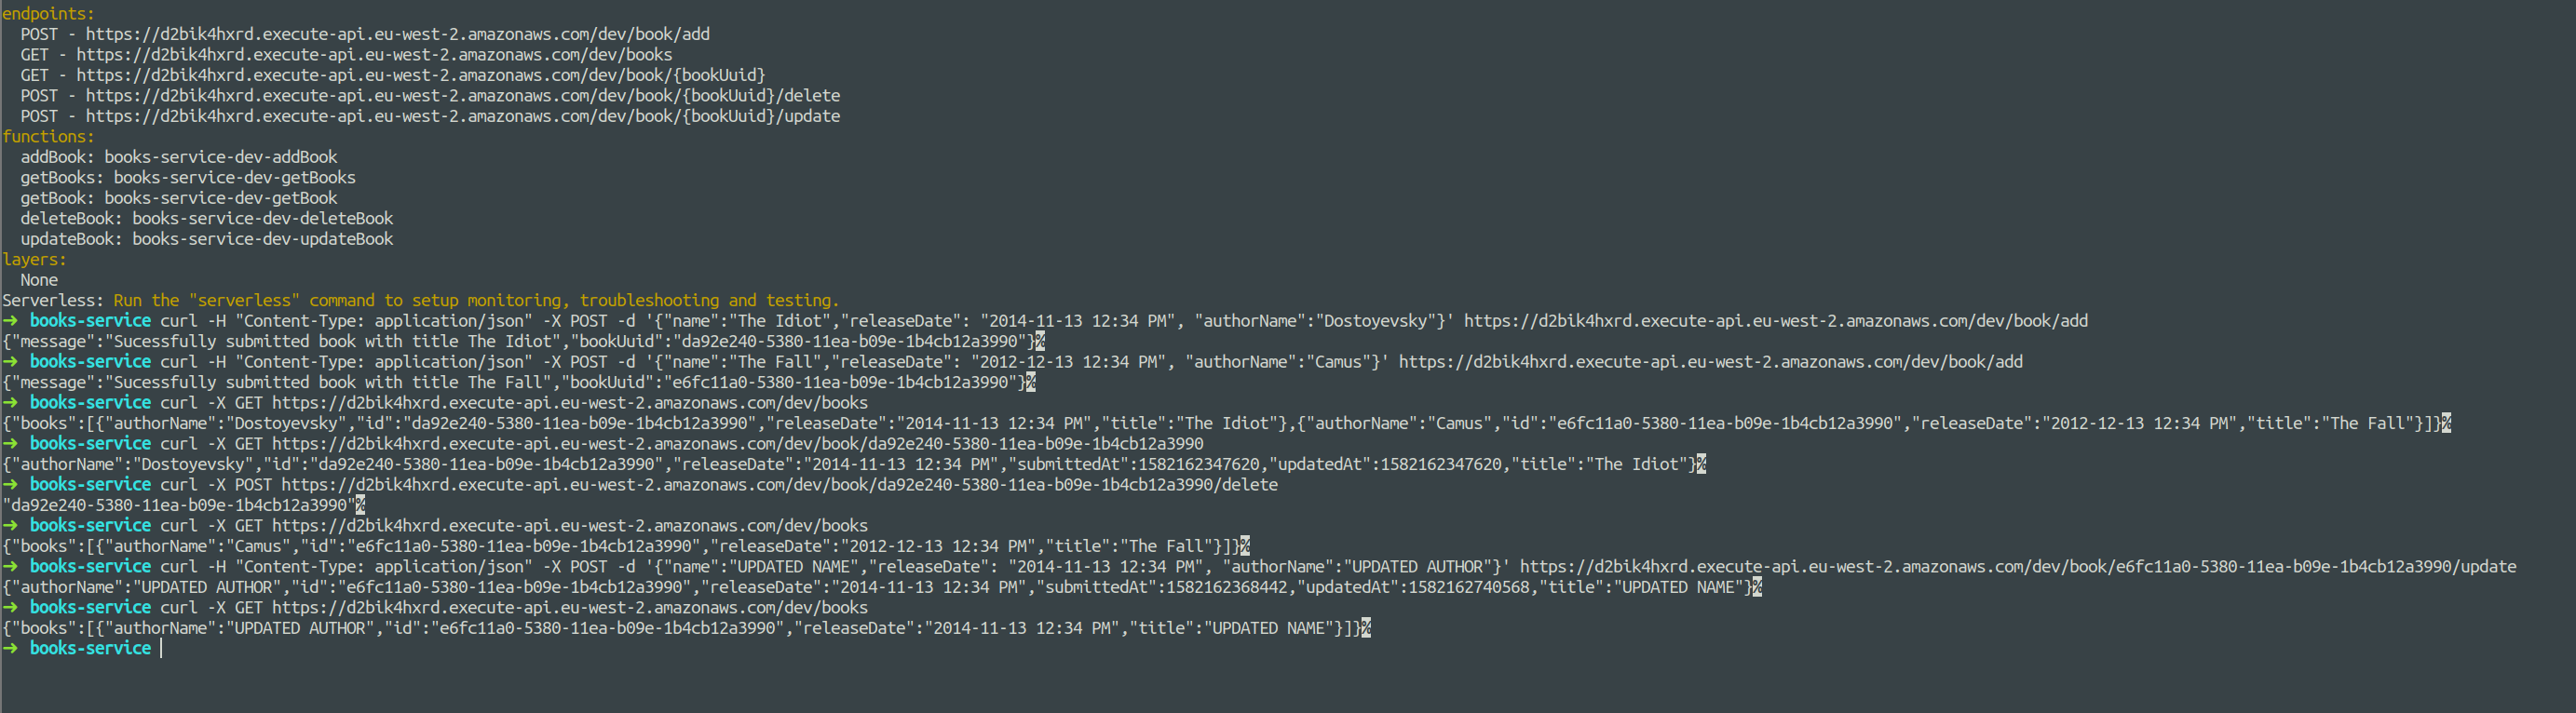 endpoints:
POST - https://d2bik4hxrd.execute-api.eu-west-2.amazonaws.com/dev/book/add
GET - https://d2bik4hxrd.execute-api.eu-west-2.amazonaws.com/dev/books
GET - https://d2bik4hxrd.execute-api.eu-west-2.amazonaws.com/dev/book/{bookUuid}
POST - https://d2bik4hxrd.execute-api.eu-west-2.amazonaws.com/dev/book/{bookUuid}/delete
POST - https://d2bik4hxrd.execute-api.eu-west-2.amazonaws.com/dev/book/{bookUuid}/update
functions:
addBook: books-service-dev-addBook
getBooks: books-service-dev-getBooks
getBook: books-service-dev-getBook
deleteBook: books-service-dev-deleteBook
updateBook: books-service-dev-updateBook
layers:
None
Serverless: Run the "serverless" command to setup monitoring, troubleshooting and testing.
➜ books-service curl -H "Content-Type: application/json" -X POST -d '{"name":"The Idiot","releaseDate": "2014-11-13 12:34 PM", "authorName":"Dostoyevsky"}' https://d2bik4hxrd.execute-api.eu-west-2.amazonaws.com/dev/book/add
{"message":"Sucessfully submitted book with title The Idiot","bookUuid":"da92e240-5380-11ea-b09e-1b4cb12a3990"}%
➜ books-service curl -H "Content-Type: application/json" -X POST -d '{"name":"The Fall","releaseDate": "2012-12-13 12:34 PM", "authorName":"Camus"}' https://d2bik4hxrd.execute-api.eu-west-2.amazonaws.com/dev/book/add
{"message":"Sucessfully submitted book with title The Fall","bookUuid":"e6fc11a0-5380-11ea-b09e-1b4cb12a3990"}%
➜ books-service curl -X GET https://d2bik4hxrd.execute-api.eu-west-2.amazonaws.com/dev/books
{"books":[{"authorName":"Dostoyevsky","id":"da92e240-5380-11ea-b09e-1b4cb12a3990","releaseDate":"2014-11-13 12:34 PM","title":"The Idiot"},{"authorName":"Camus","id":"e6fc11a0-5380-11ea-b09e-1b4cb12a3990","releaseDate":"2012-12-13 12:34 PM","title":"The Fall"}]}%
➜ books-service curl -X GET https://d2bik4hxrd.execute-api.eu-west-2.amazonaws.com/dev/book/da92e240-5380-11ea-b09e-1b4cb12a3990
{"authorName":"Dostoyevsky","id":"da92e240-5380-11ea-b09e-1b4cb12a3990","releaseDate":"2014-11-13 12:34 PM","submittedAt":1582162347620,"updatedAt":1582162347620,"title":"The Idiot"}%
➜ books-service curl -X POST https://d2bik4hxrd.execute-api.eu-west-2.amazonaws.com/dev/book/da92e240-5380-11ea-b09e-1b4cb12a3990/delete
"da92e240-5380-11ea-b09e-1b4cb12a3990"%
➜ books-service curl -X GET https://d2bik4hxrd.execute-api.eu-west-2.amazonaws.com/dev/books
{"books":[{"authorName":"Camus","id":"e6fc11a0-5380-11ea-b09e-1b4cb12a3990","releaseDate":"2012-12-13 12:34 PM","title":"The Fall"}]}%
➜ books-service curl -H "Content-Type: application/json" -X POST -d '{"name":"UPDATED NAME","releaseDate": "2014-11-13 12:34 PM", "authorName":"UPDATED AUTHOR"}' https://d2bik4hxrd.execute-api.eu-west-2.amazonaws.com/dev/book/e6fc11a0-5380-11ea-b09e-1b4cb12a3990/update
{"authorName":"UPDATED AUTHOR","id":"e6fc11a0-5380-11ea-b09e-1b4cb12a3990","releaseDate":"2014-11-13 12:34 PM","submittedAt":1582162368442,"updatedAt":1582162740568,"title":"UPDATED NAME"}%
➜ books-service curl -X GET https://d2bik4hxrd.execute-api.eu-west-2.amazonaws.com/dev/books
{"books":[{"authorName":"UPDATED AUTHOR","id":"e6fc11a0-5380-11ea-b09e-1b4cb12a3990","releaseDate":"2014-11-13 12:34 PM","title":"UPDATED NAME"}]}%
➜ books-service